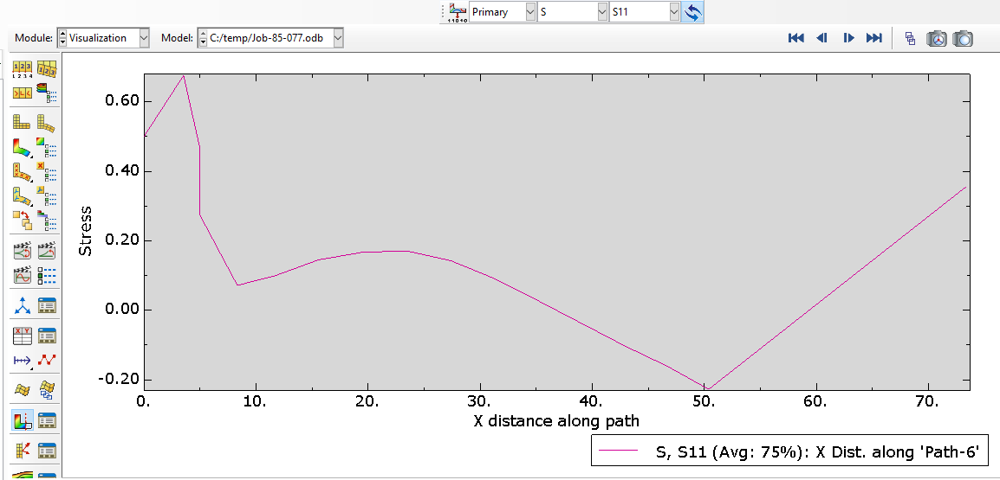 Primary S S11
Module: Visualization Model: C:/temp/Job-85-077.odb
0.60
0.40
0.20
0.00
-0.20
Stress
0. 10. 20. 30. 40. 50. 60. 70.
X distance along path
S, S11 (Avg: 75%): X Dist. along 'Path-6'